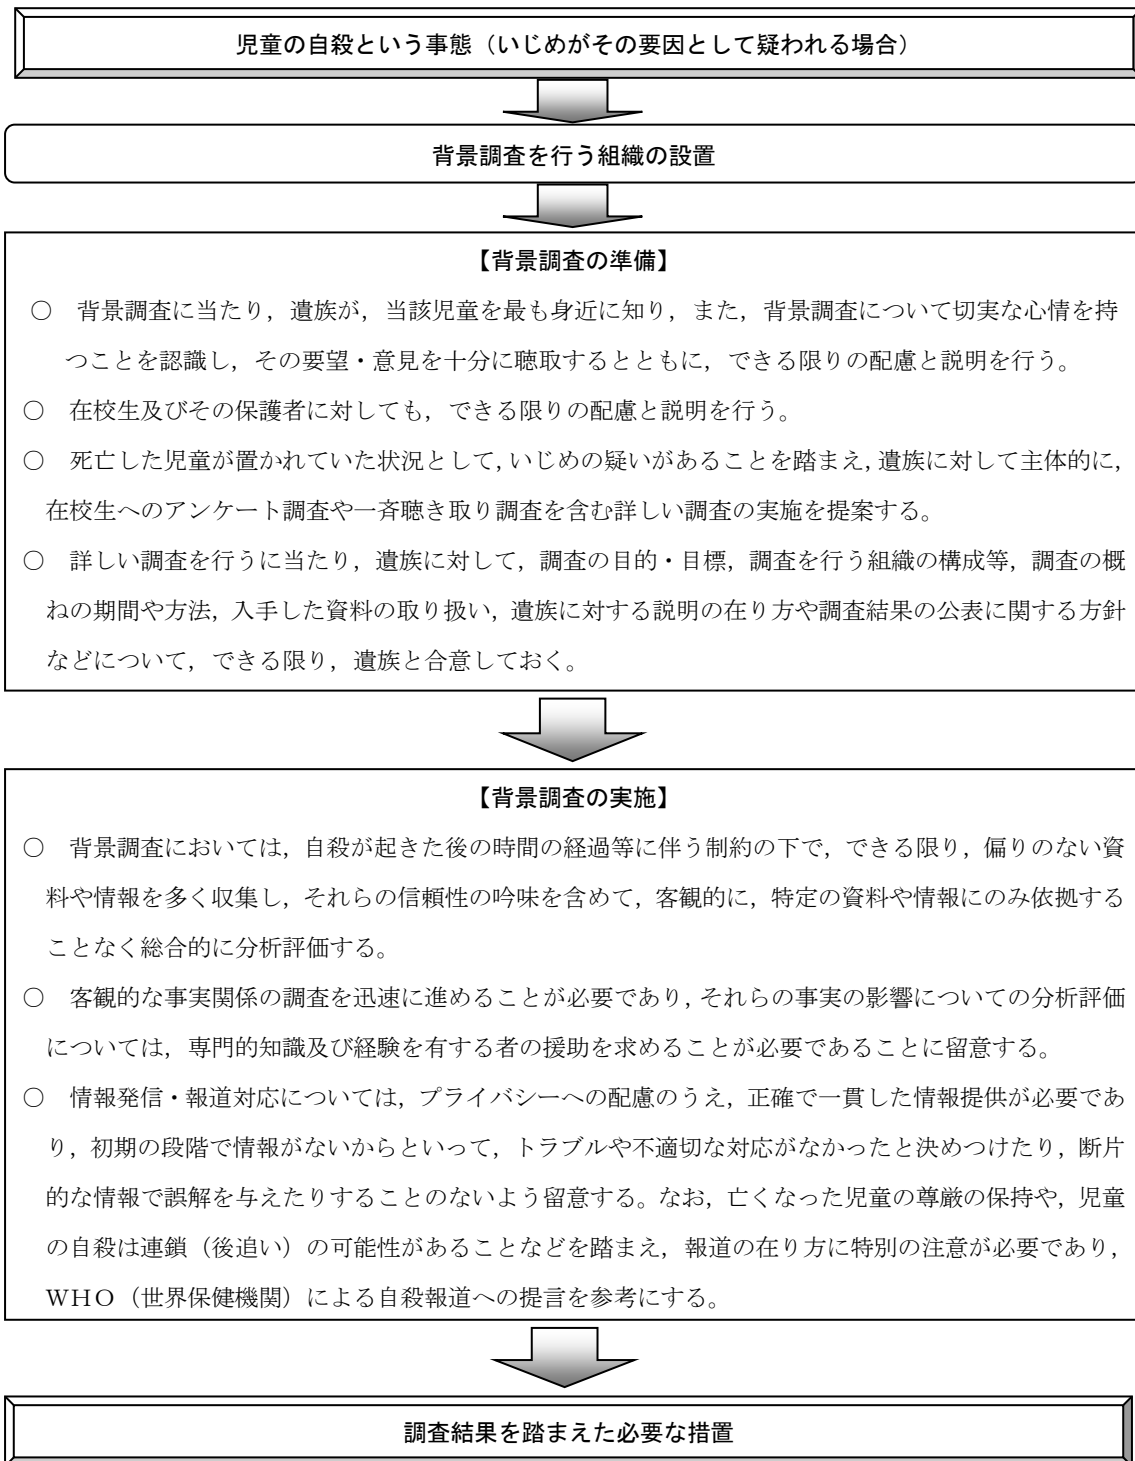 児童の自殺という事態（いじめがその要因として疑われる場合）
背景調査を行う組織の設置
【背景調査の準備】
○　背景調査に当たり，遺族が，当該児童を最も身近に知り，また，背景調査について切実な心情を持
つことを認識し，その要望・意見を十分に聴取するとともに，できる限りの配慮と説明を行う。
○　在校生及びその保護者に対しても，できる限りの配慮と説明を行う。
○　死亡した児童が置かれていた状況として，いじめの疑いがあることを踏まえ，遺族に対して主体的に，
在校生へのアンケート調査や一斉聴き取り調査を含む詳しい調査の実施を提案する。
○　詳しい調査を行うに当たり，遺族に対して，調査の目的・目標，調査を行う組織の構成等，調査の概
ねの期間や方法，入手した資料の取り扱い，遺族に対する説明の在り方や調査結果の公表に関する方針
などについて，できる限り，遺族と合意しておく。
【背景調査の実施】
○　背景調査においては，自殺が起きた後の時間の経過等に伴う制約の下で，できる限り，偏りのない資
料や情報を多く収集し，それらの信頼性の吟味を含めて，客観的に，特定の資料や情報にのみ依拠する
ことなく総合的に分析評価する。
○　客観的な事実関係の調査を迅速に進めることが必要であり，それらの事実の影響についての分析評価
については，専門的知識及び経験を有する者の援助を求めることが必要であることに留意する。
○　情報発信・報道対応については，プライバシーへの配慮のうえ，正確で一貫した情報提供が必要であ
り，初期の段階で情報がないからといって，トラブルや不適切な対応がなかったと決めつけたり，断片
的な情報で誤解を与えたりすることのないよう留意する。なお，亡くなった児童の尊厳の保持や，児童
の自殺は連鎖（後追い）の可能性があることなどを踏まえ，報道の在り方に特別の注意が必要であり，
ＷＨＯ（世界保健機関）による自殺報道への提言を参考にする。
調査結果を踏まえた必要な措置